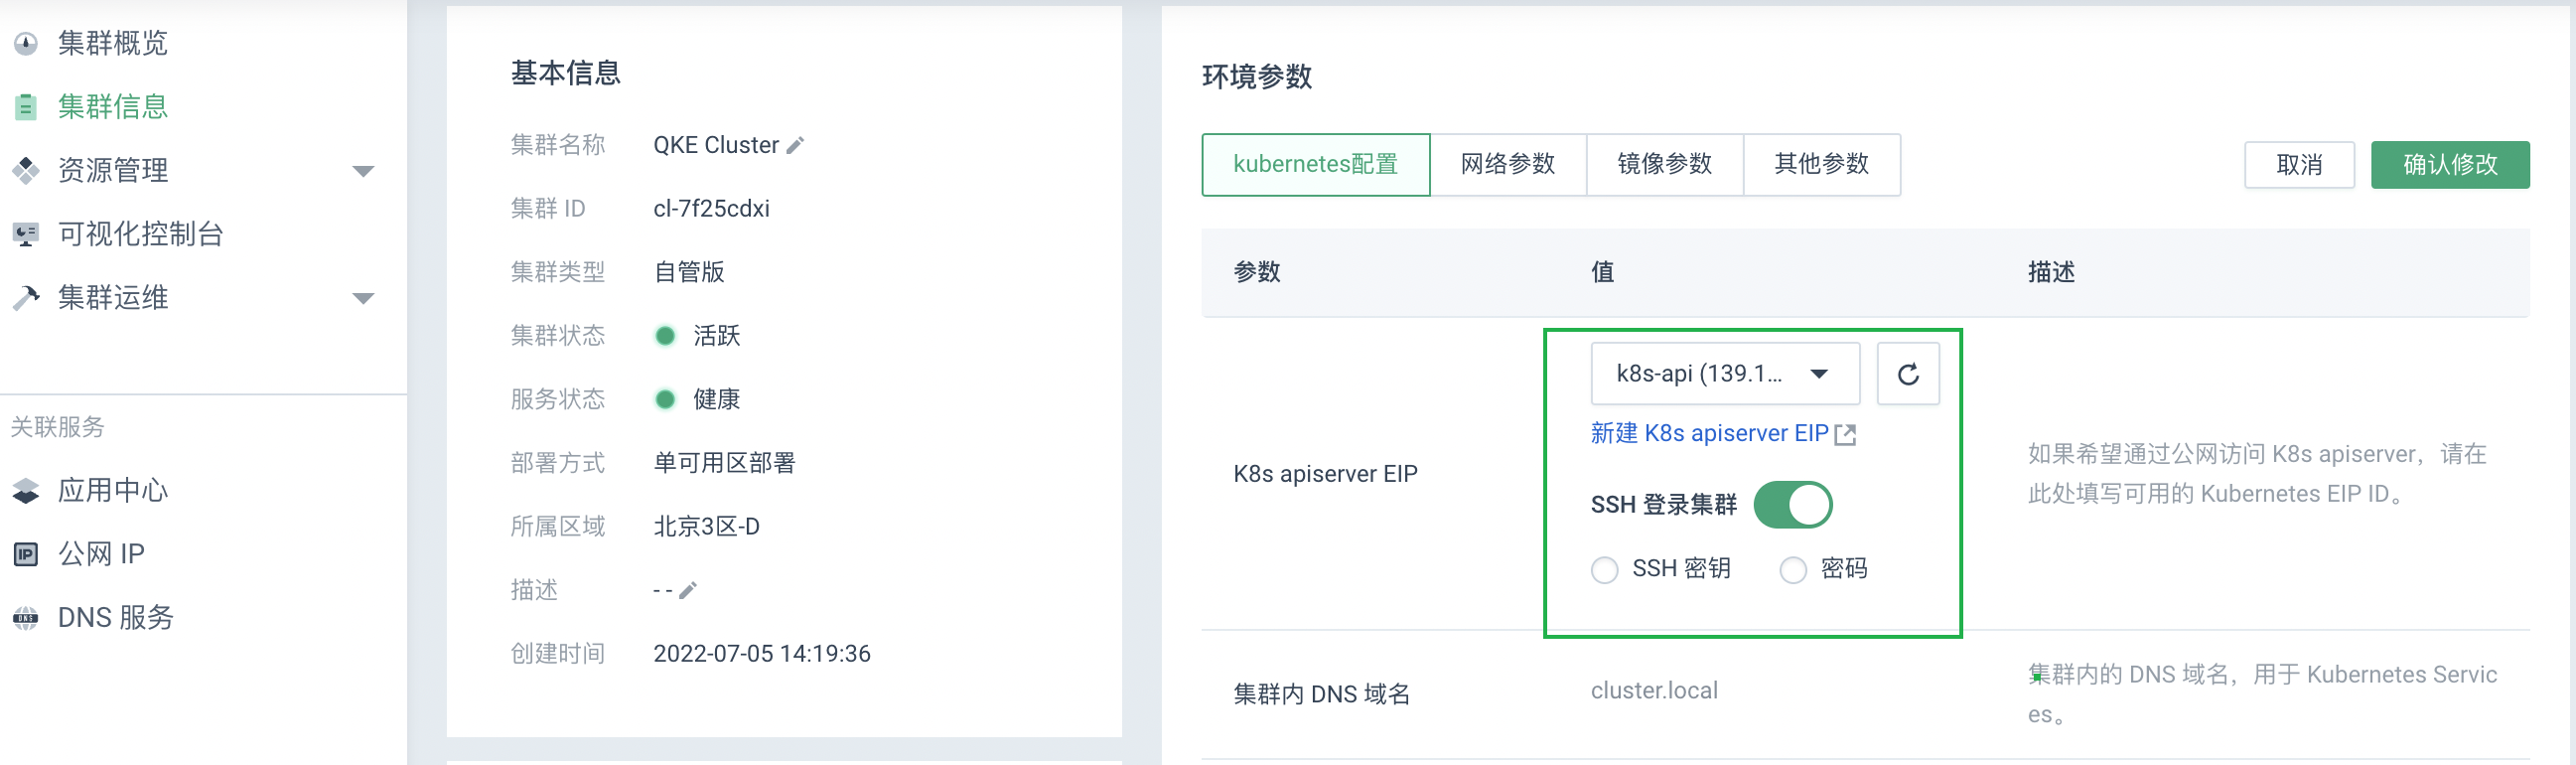 集群概览
集群信息
资源管理
可视化控制台
集群运维
关联服务
应用中心
IP 公网 IP
DNS DNS 服务
基本信息
集群名称 QKE Cluster
集群 ID cl-7f25cdxi
集群类型 自管版
集群状态 活跃
服务状态 健康
部署方式 单可用区部署
所属区域 北京3区-D
描述 - -
创建时间 2022-07-05 14:19:36
环境参数
kubernetes配置 网络参数 镜像参数 其他参数 取消 确认修改
参数 值 描述
K8s apiserver EIP
k8s-api (139.1...
新建 K8s apiserver EIP
SSH 登录集群
SSH 密钥 密码
如果希望通过公网访问 K8s apiserver，请在
此处填写可用的 Kubernetes EIP ID。
集群内 DNS 域名
cluster.local
集群内的 DNS 域名，用于 Kubernetes Servic
es。